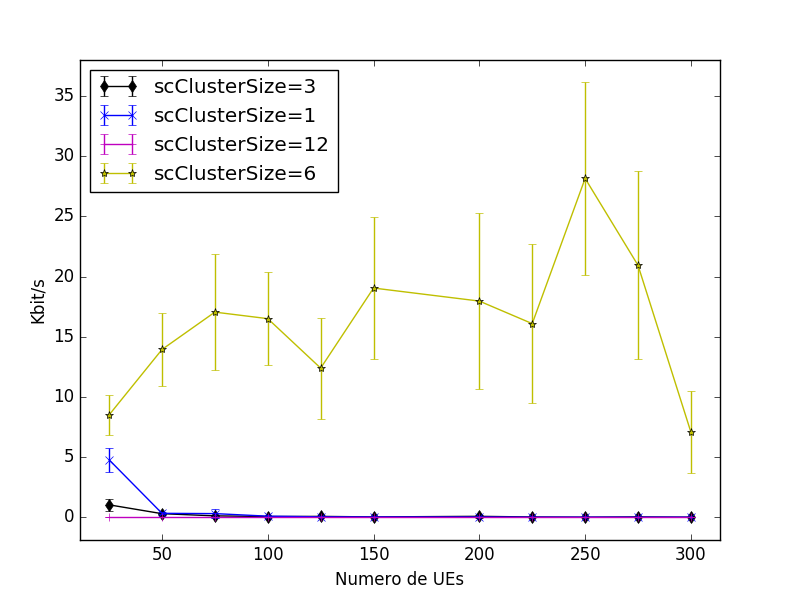 scClusterSize=3
scClusterSize=1
scClusterSize=12
scClusterSize=6
35
30
25
20
15
10
5
0
Kbit/s
50 100 150 200 250 300
Numero de UEs